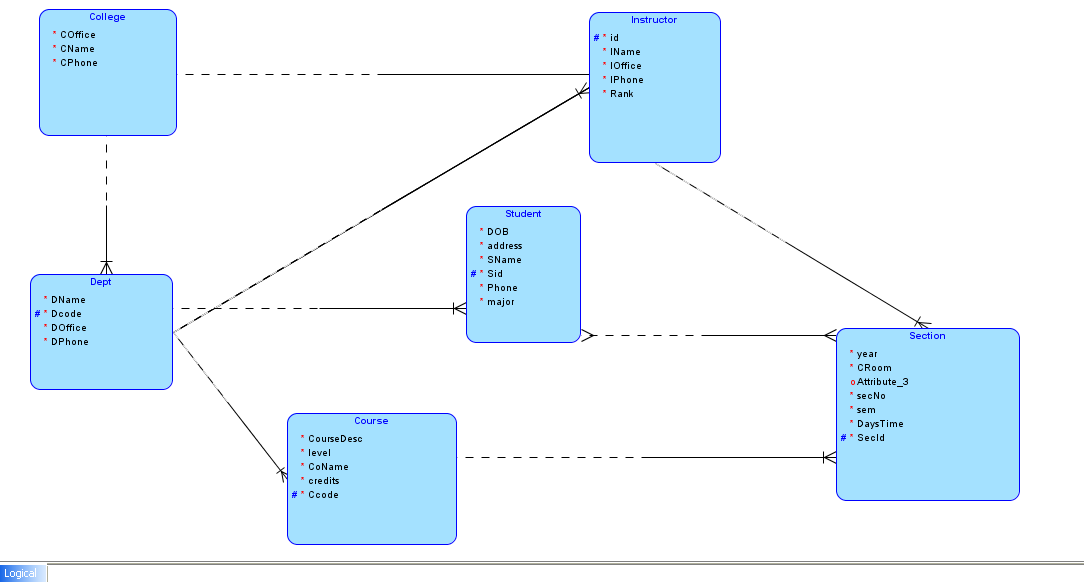 College
* COffice
* CName
* CPhone
Instructor
# * id
* IName
* IOffice
* IPhone
* Rank
Student
* DOB
* address
* SName
# * Sid
* Phone
* major
Dept
* DName
# * Dcode
* DOffice
* DPhone
Section
* year
* CRoom
o Attribute_3
* secNo
* sem
* DaysTime
# * SecId
Course
* CourseDesc
* level
* CoName
* credits
# * Ccode
Logical